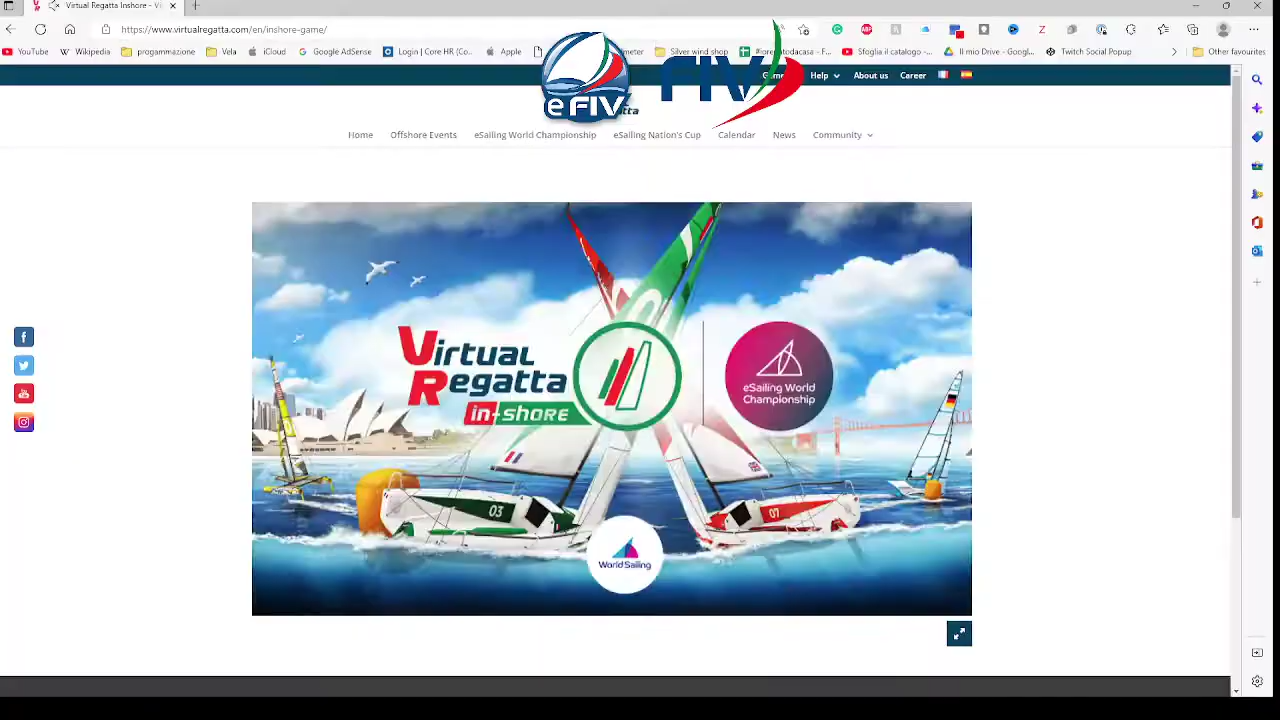 Virtual Regatta Inshore - Vi
https://www.virtualregatta.com/en/inshore-game/
YouTube
Wikipedia
progammazione
Vela
iCloud
Google AdSense
Login | Core HR (Co...
Apple
Silver wind shop
#ioregatodacasa - F...
Sfoglia il catalogo -...
Il mio Drive - Googl...
Twitch Social Popup
Other favourites
e FIV
FIV
Help
About us
Career
Home
Offshore Events
eSailing World Championship
eSailing Nation's Cup
Calendar
News
Community
Virtual
Regatta
in-shore
eSailing World
Championship
03
07
World Sailing